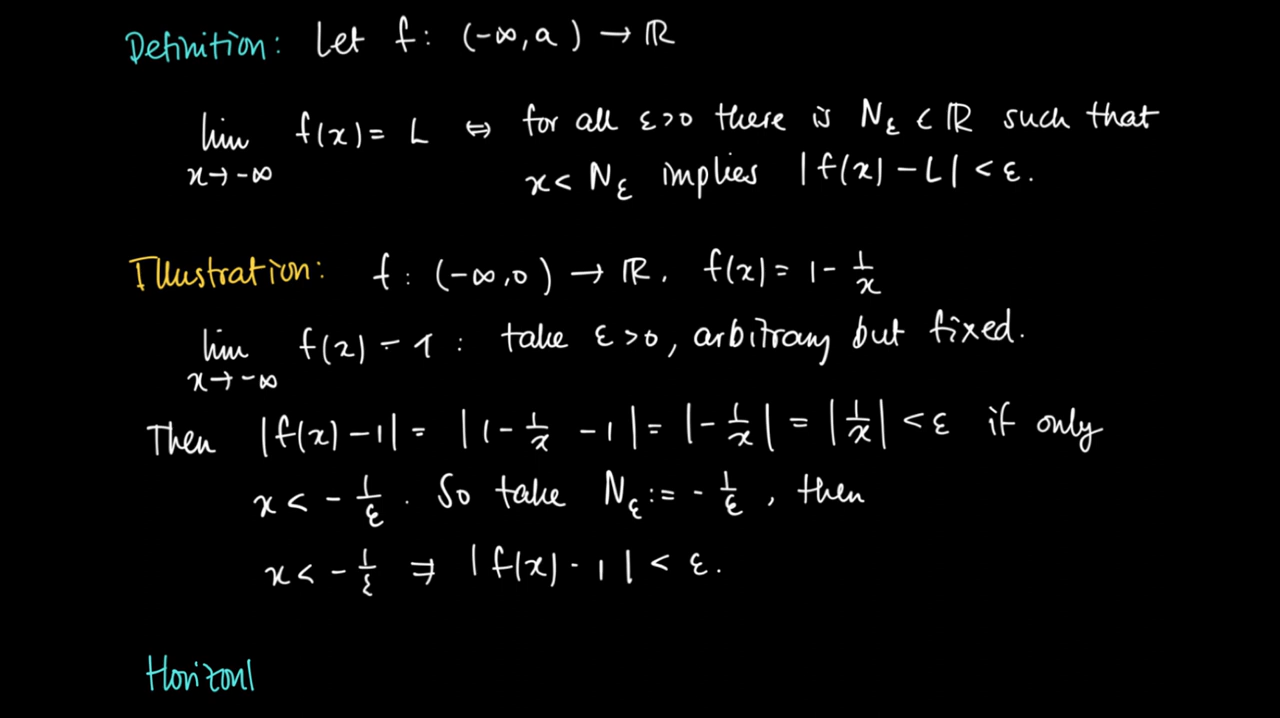 Definition: Let f: (-∞, a) → ℝ
lim f(x) = L ⇔ for all ε>0 there is N_ε ∈ ℝ such that
x→-∞ x < N_ε implies |f(x) - L| < ε.
Illustration: f: (-∞,0) → ℝ, f(x) = 1 - 1/x
lim f(x) = 1 : take ε>0, arbitrary but fixed.
x→-∞
Then |f(x) - 1| = |1 - 1/x - 1| = |-1/x| = |1/x| < ε if only
x < -1/ε. So take N_ε := -1/ε, then
x < -1/ε ⇒ |f(x) - 1| < ε.
Horizonl